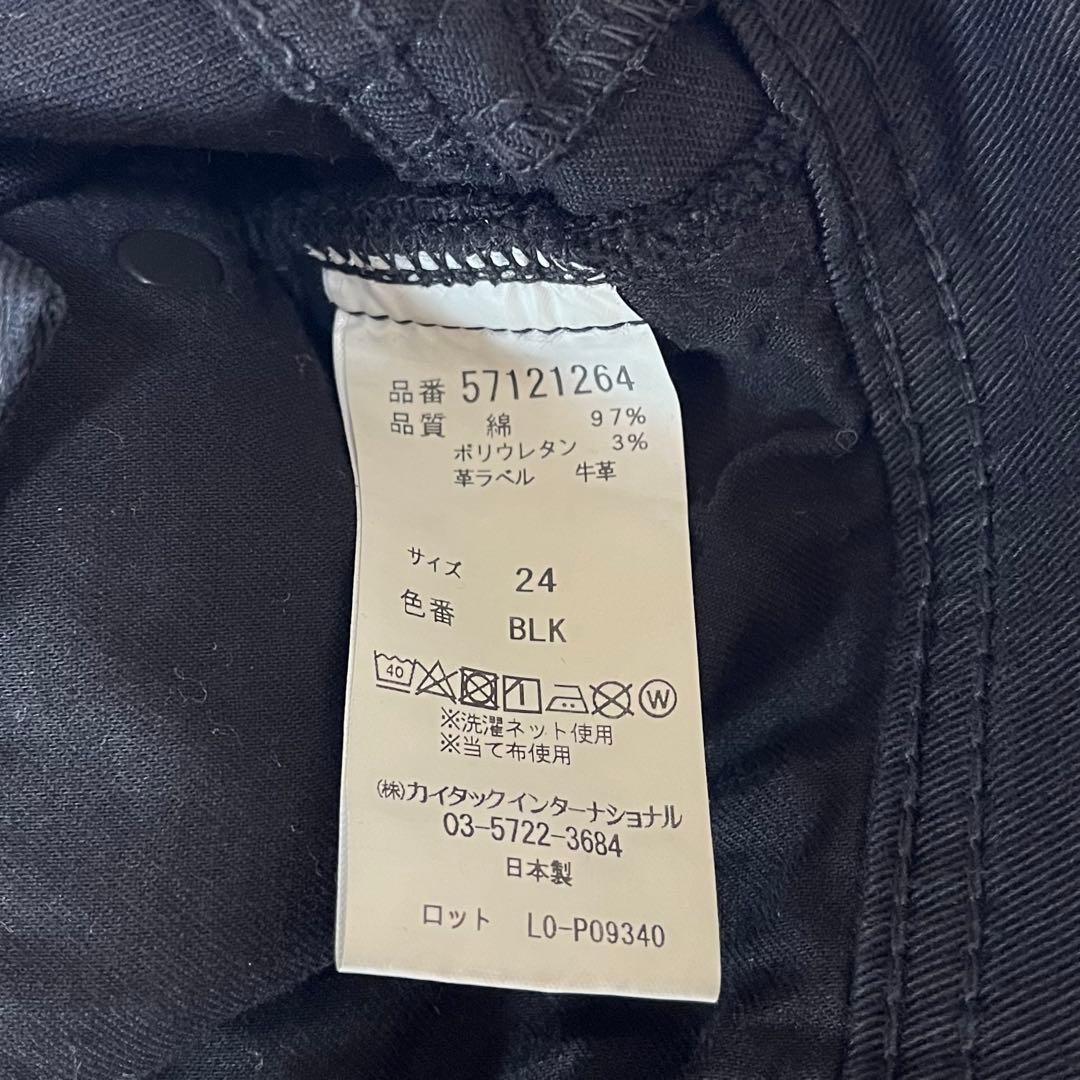 品番 57121264
品質 綿 97%
ポリウレタン 3%
革ラベル 牛革
サイズ 24
色番 BLK
40 W
※洗濯ネット使用
※当て布使用
(株)カイタックインターナショナル
03-5722-3684
日本製
ロット LO-P09340